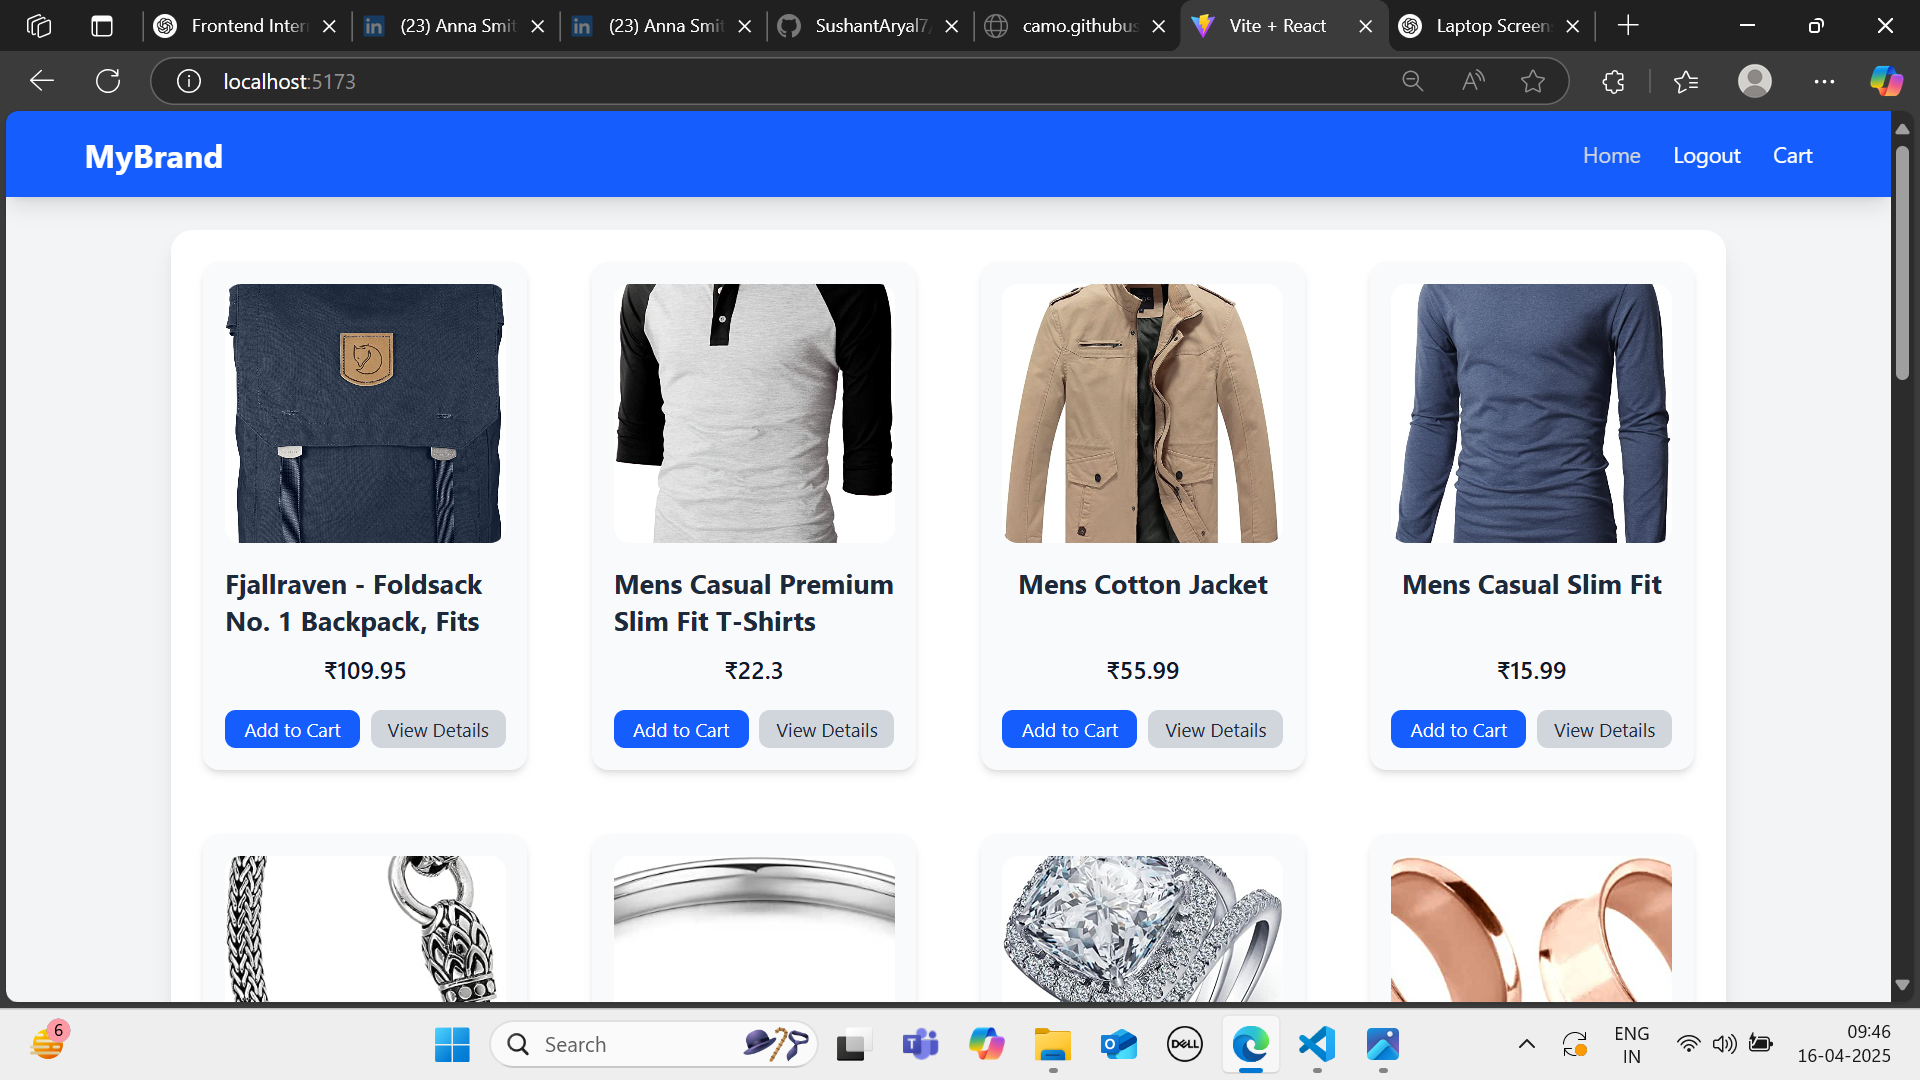 Frontend Inter
(23) Anna Smit
(23) Anna Smit
SushantAryal7
camo.githubus
Vite + React
Laptop Screen
localhost:5173
MyBrand
Home
Logout
Cart
Fjallraven - Foldsack
No. 1 Backpack, Fits
₹109.95
Add to Cart
View Details
Mens Casual Premium
Slim Fit T-Shirts
₹22.3
Add to Cart
View Details
Mens Cotton Jacket
₹55.99
Add to Cart
View Details
Mens Casual Slim Fit
₹15.99
Add to Cart
View Details
6
Search
DELL
ENG
IN
09:46
16-04-2025